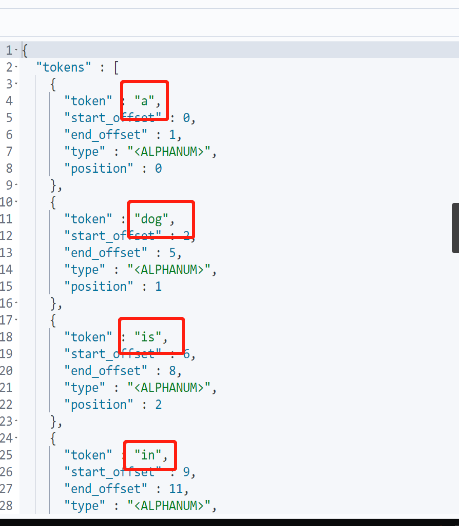 1 {
2 "tokens" : [
3 {
4 "token" : "a",
5 "start_offset" : 0,
6 "end_offset" : 1,
7 "type" : "<ALPHANUM>",
8 "position" : 0
9 },
10 {
11 "token" : "dog",
12 "start_offset" : 2,
13 "end_offset" : 5,
14 "type" : "<ALPHANUM>",
15 "position" : 1
16 },
17 {
18 "token" : "is",
19 "start_offset" : 6,
20 "end_offset" : 8,
21 "type" : "<ALPHANUM>",
22 "position" : 2
23 },
24 {
25 "token" : "in",
26 "start_offset" : 9,
27 "end_offset" : 11,
28 "type" : "<ALPHANUM>",